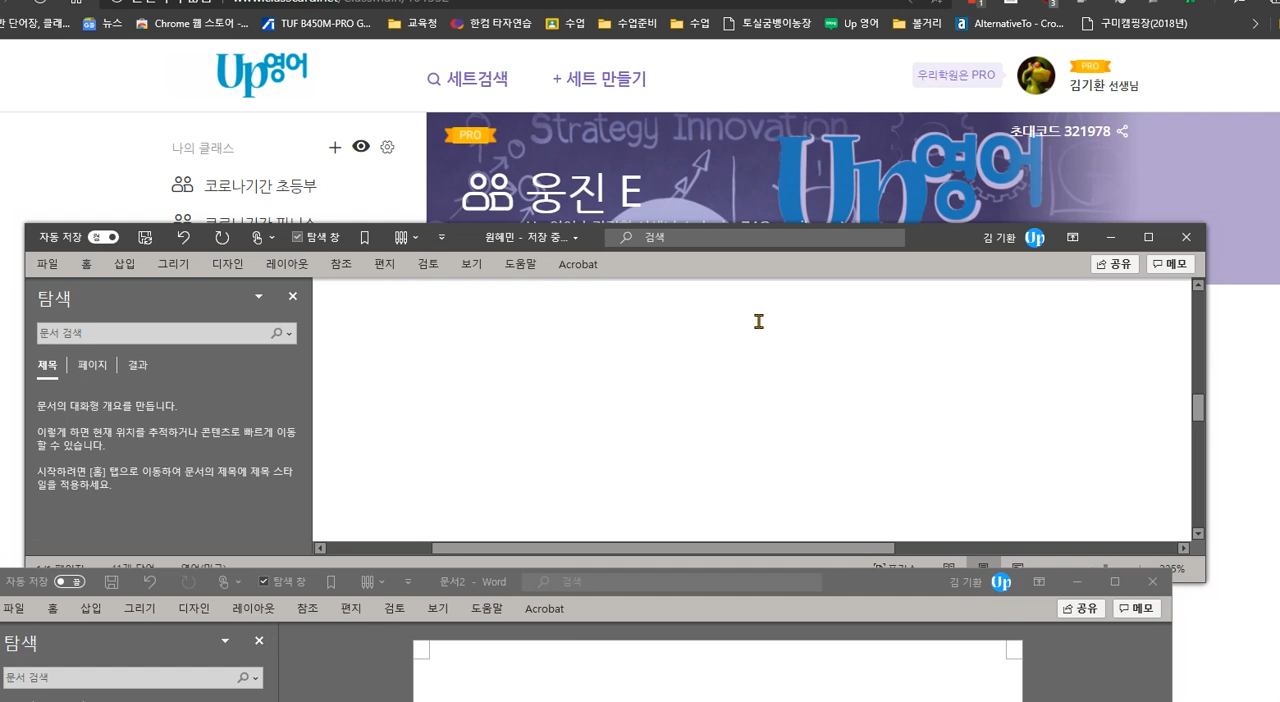 단어장, 클래...
뉴스
Chrome 웹 스토어 -...
TUF B450M-PRO G...
교육청
한컴 타자연습
수업
수업준비
수업
토실굼벵이농장
Up 영어
볼거리
AlternativeTo - Cro...
구미캠핑장(2018년)
Up영어
세트검색
+ 세트 만들기
우리학원은 PRO
PRO
김기환 선생님
나의 클래스
코로나기간 초등부
PRO
Strategy Innovation
초대코드 321978
웅진 E
Up영어
자동 저장
켬
탐색 창
원혜민 - 저장 중...
검색
김 기환
Up
파일 홈 삽입 그리기 디자인 레이아웃 참조 편지 검토 보기 도움말 Acrobat
공유
메모
탐색
문서 검색
제목 페이지 결과
문서의 대화형 개요를 만듭니다.
이렇게 하면 현재 위치를 추적하거나 콘텐츠로 빠르게 이동
할 수 있습니다.
시작하려면 [홈] 탭으로 이동하여 문서의 제목에 제목 스타
일을 적용하세요.
자동 저장
끔
탐색 창
문서2 - Word
검색
김 기환
Up
파일 홈 삽입 그리기 디자인 레이아웃 참조 편지 검토 보기 도움말 Acrobat
공유
메모
탐색
문서 검색